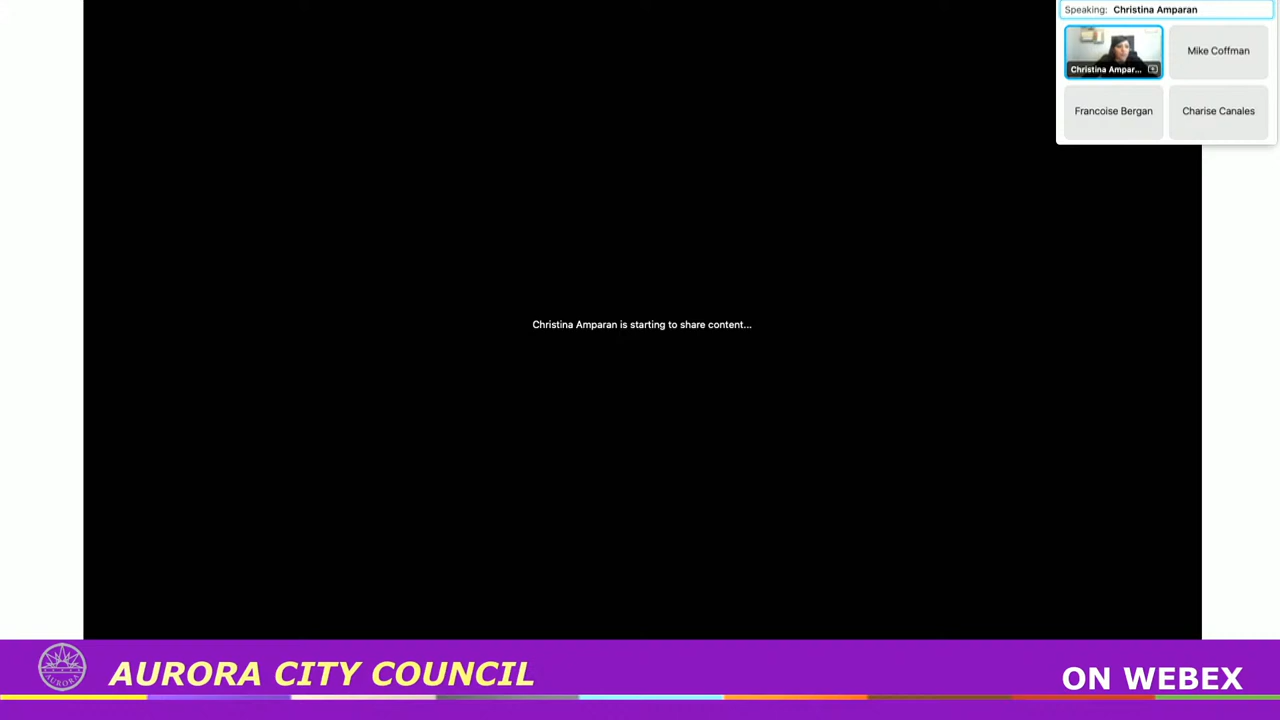 Speaking: Christina Amparan
Christina Ampar...
Mike Coffman
Francoise Bergan
Charise Canales
Christina Amparan is starting to share content...
AURORA
AURORA CITY COUNCIL
ON WEBEX